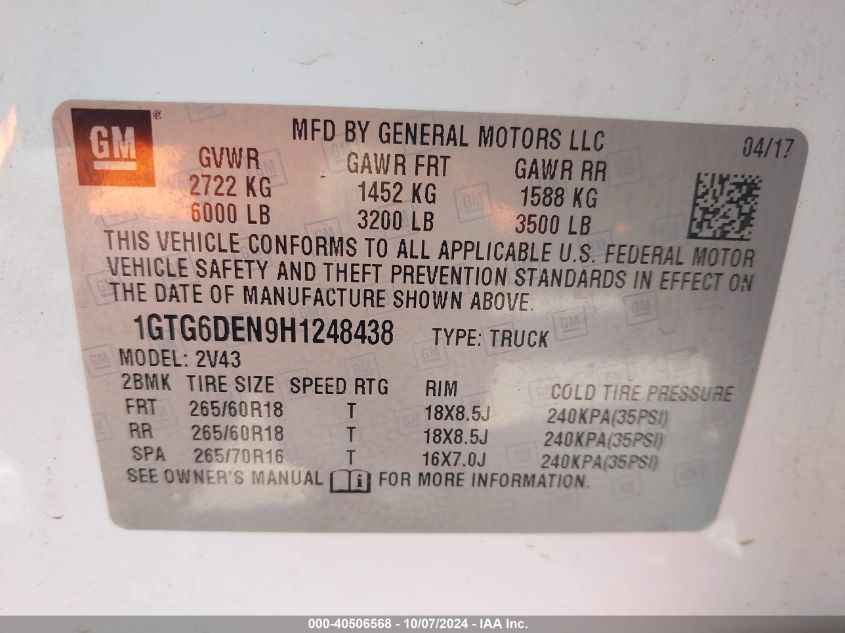 GM ®
MFD BY GENERAL MOTORS LLC 04/17
GVWR GAWR FRT GAWR RR
2722 KG 1452 KG 1588 KG
6000 LB 3200 LB 3500 LB
THIS VEHICLE CONFORMS TO ALL APPLICABLE U.S. FEDERAL MOTOR
VEHICLE SAFETY AND THEFT PREVENTION STANDARDS IN EFFECT ON
THE DATE OF MANUFACTURE SHOWN ABOVE.
1GTG6DEN9H1248438 TYPE: TRUCK
MODEL: 2V43
2BMK TIRE SIZE SPEED RTG RIM COLD TIRE PRESSURE
FRT 265/60R18 T 18X8.5J 240KPA(35PSI)
RR 265/60R18 T 18X8.5J 240KPA(35PSI)
SPA 265/70R16 T 16X7.0J 240KPA(35PSI)
SEE OWNER'S MANUAL i FOR MORE INFORMATION.
000-40506568 - 10/07/2024 - IAA Inc.